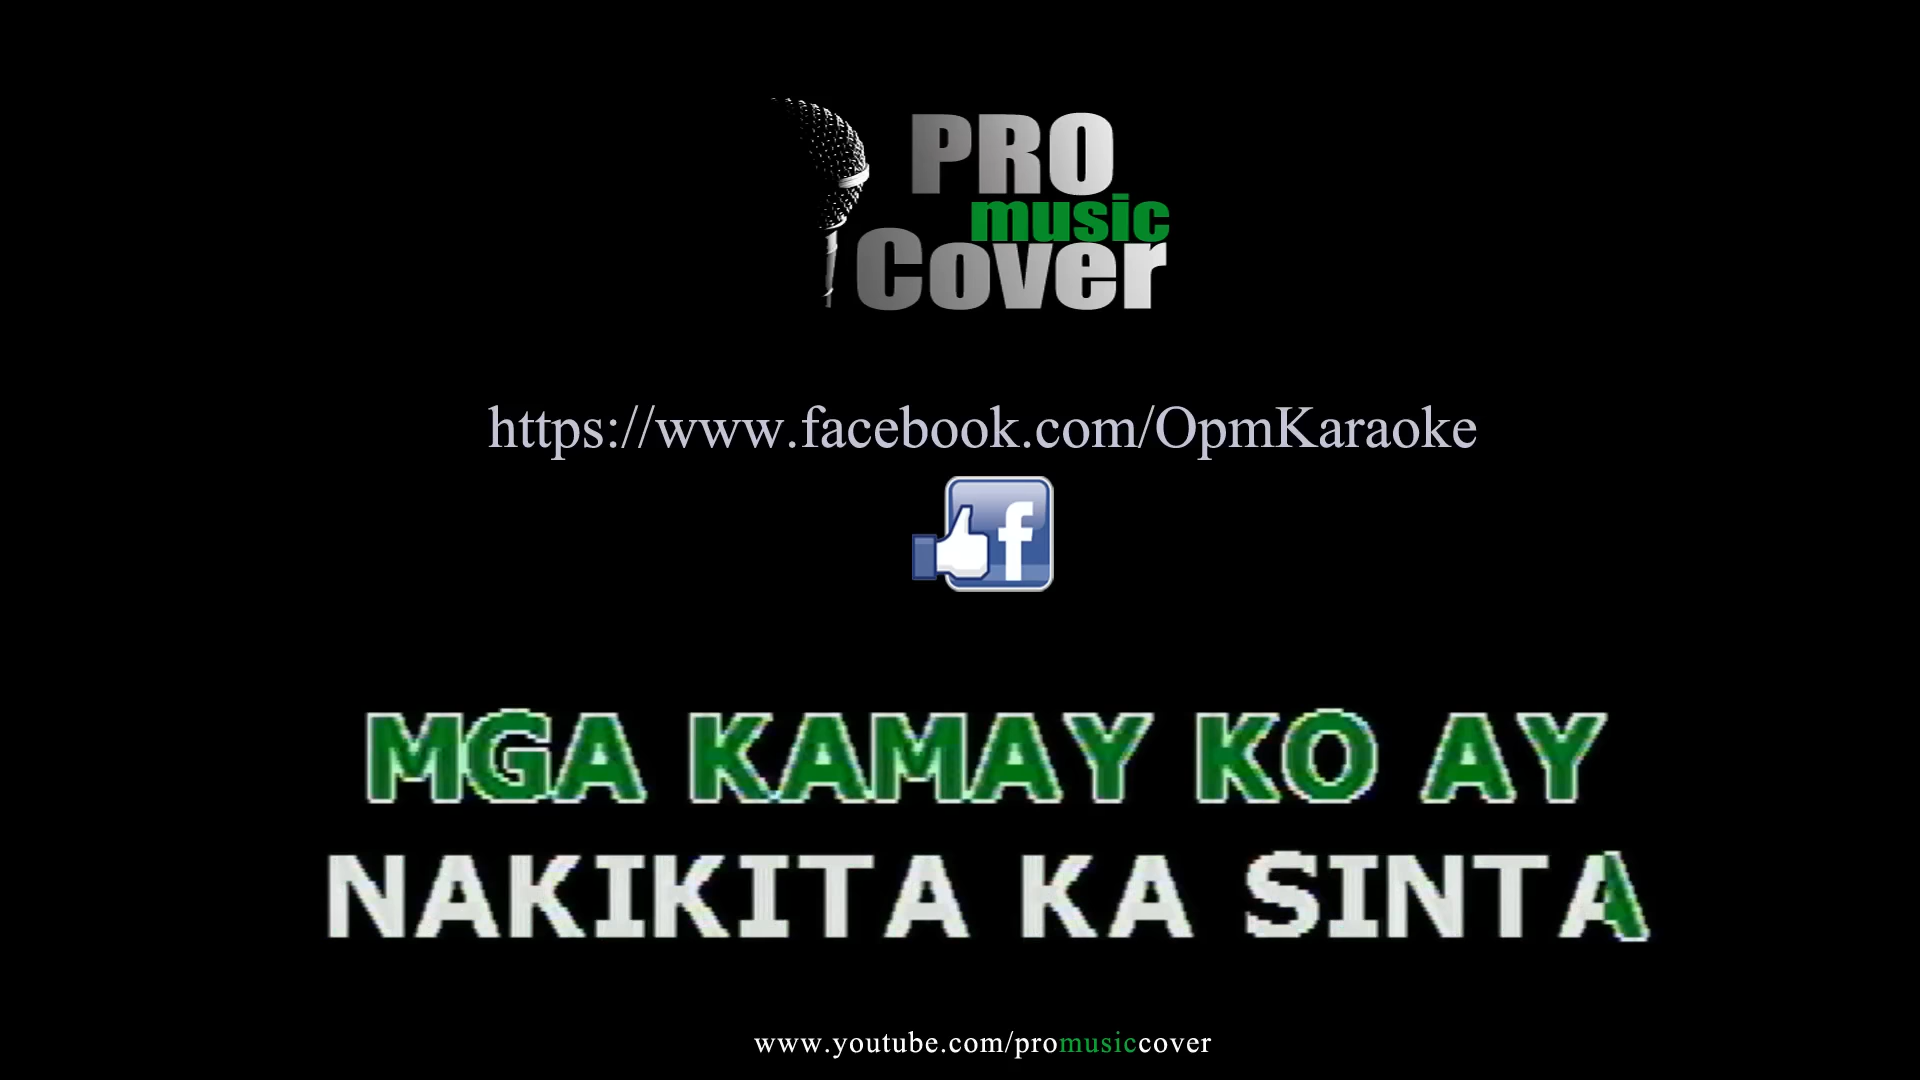 PRO
music
Cover
https://www.facebook.com/OpmKaraoke
f
MGA KAMAY KO AY
NAKIKITA KA SINTA
www.youtube.com/promusiccover